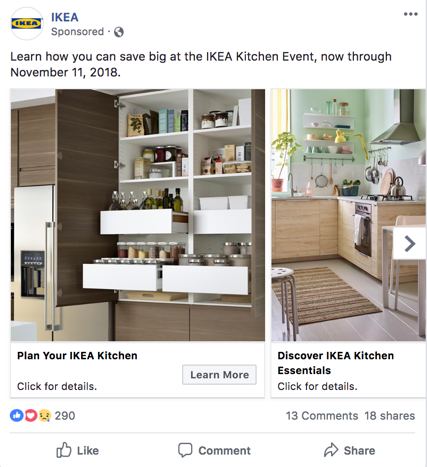 IKEA
IKEA
Sponsored ·
Learn how you can save big at the IKEA Kitchen Event, now through
November 11, 2018.
Plan Your IKEA Kitchen
Click for details.
Learn More
Discover IKEA Kitchen
Essentials
Click for details.
290
13 Comments 18 shares
Like
Comment
Share